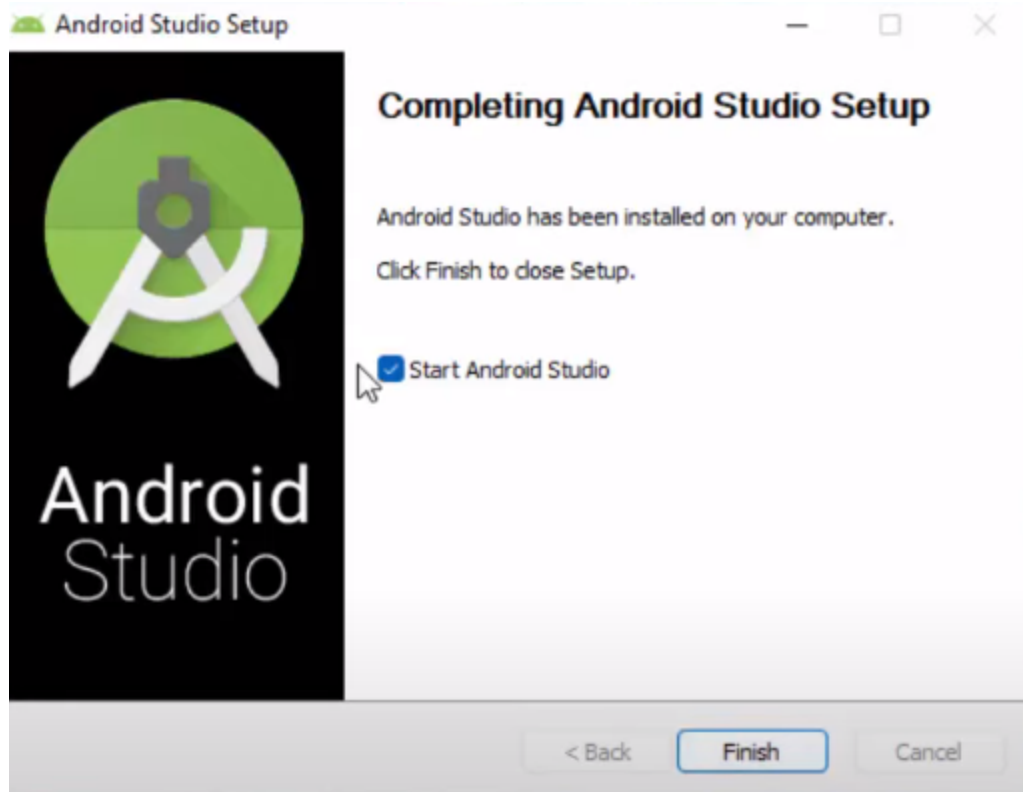 Android Studio Setup
Completing Android Studio Setup
Android Studio has been installed on your computer.
Click Finish to close Setup.
Start Android Studio
Android
Studio
< Back
Finish
Cancel